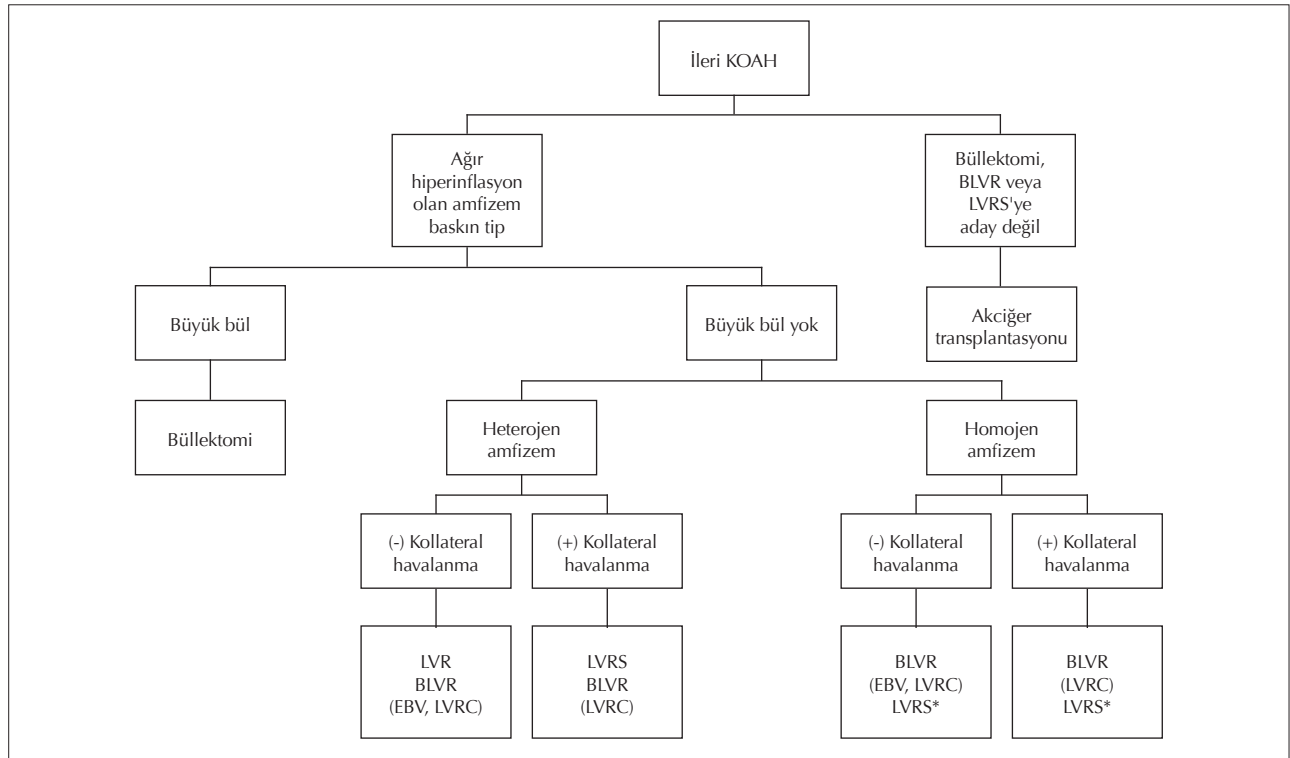 İleri KOAH
Ağır
hiperinflasyon
olan amfizem
baskın tip
Büllektomi,
BLVR veya
LVRS'ye
aday değil
Büyük bül
Büyük bül yok
Akciğer
transplantasyonu
Büllektomi
Heterojen
amfizem
Homojen
amfizem
(-) Kollateral
havalanma
(+) Kollateral
havalanma
(-) Kollateral
havalanma
(+) Kollateral
havalanma
LVR
BLVR
(EBV, LVRC)
LVRS
BLVR
(LVRC)
BLVR
(EBV, LVRC)
LVRS*
BLVR
(LVRC)
LVRS*